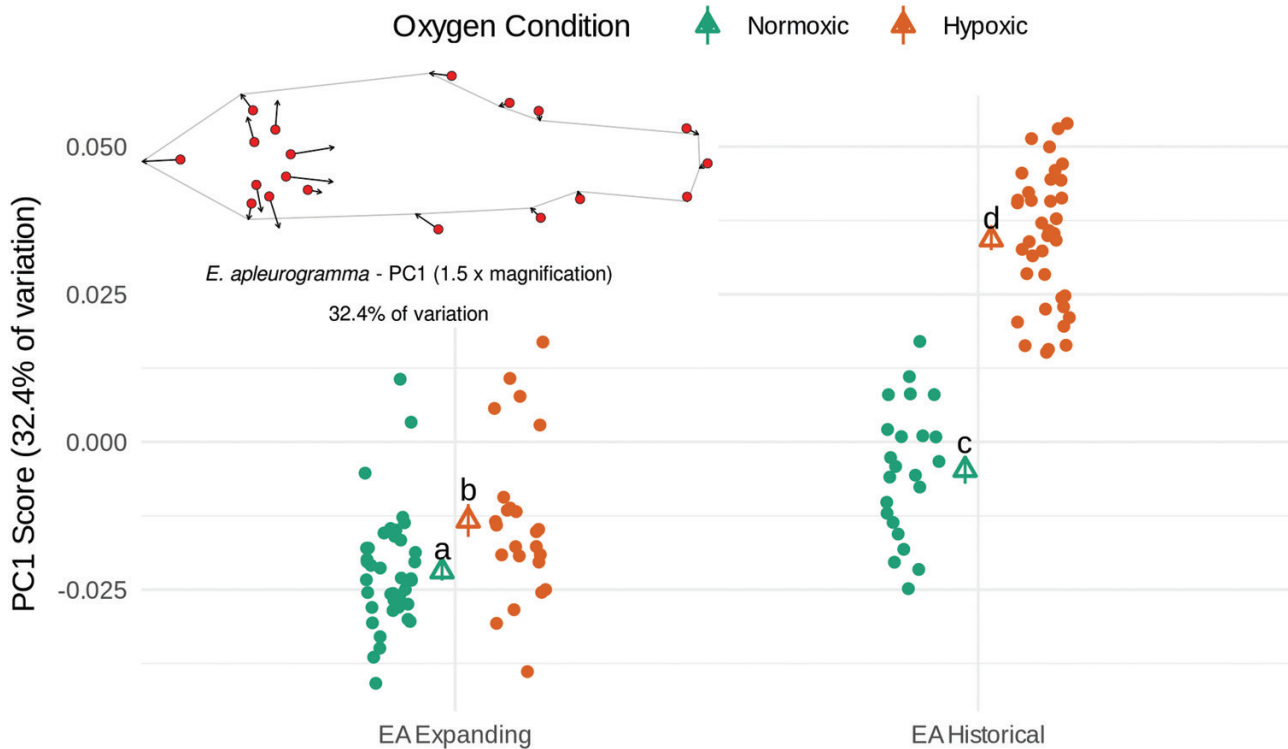 Oxygen Condition Normoxic Hypoxic
E. apleurogramma - PC1 (1.5 x magnification)
32.4% of variation
PC1 Score (32.4% of variation)
0.050
0.025
0.000
-0.025
a
b
c
d
EA Expanding EA Historical